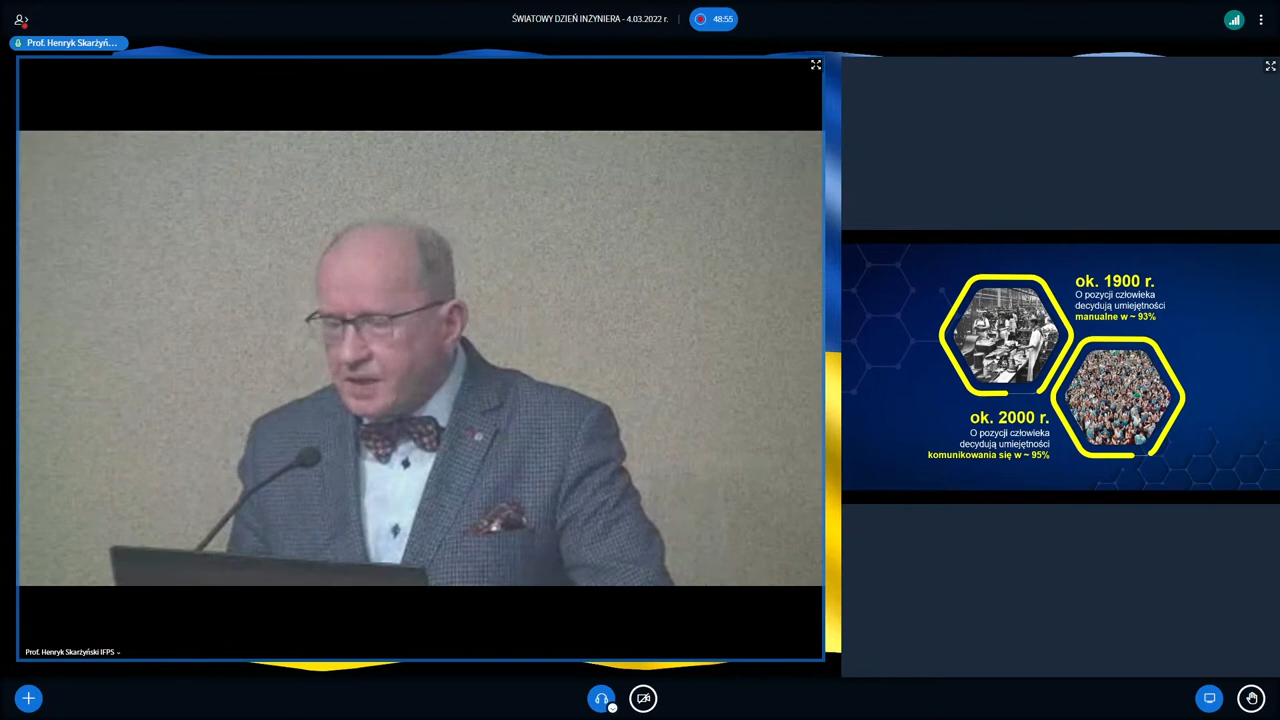 ŚWIATOWY DZIEŃ INŻYNIERA - 4.03.2022 r.
48:55
Prof. Henryk Skarżyń...
ok. 1900 r.
O pozycji człowieka
decydują umiejętności
manualne w ~ 93%
ok. 2000 r.
O pozycji człowieka
decydują umiejętności
komunikowania się w ~ 95%
Prof. Henryk Skarżyński IFPS